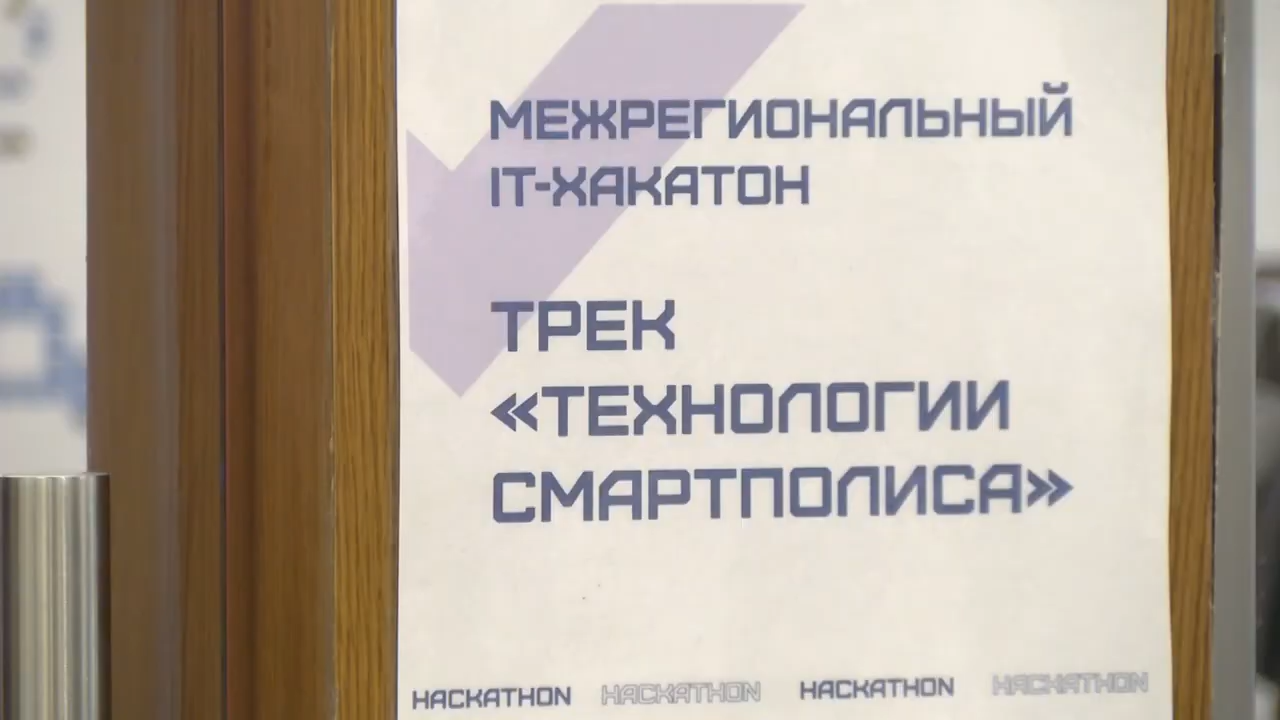 МЕЖРЕГИОНАЛЬНЫЙ
IT-ХАКАТОН
ТРЕК
«ТЕХНОЛОГИИ
СМАРТПОЛИСА»
HACKATHON HACKATHON HACKATHON HACKATHON